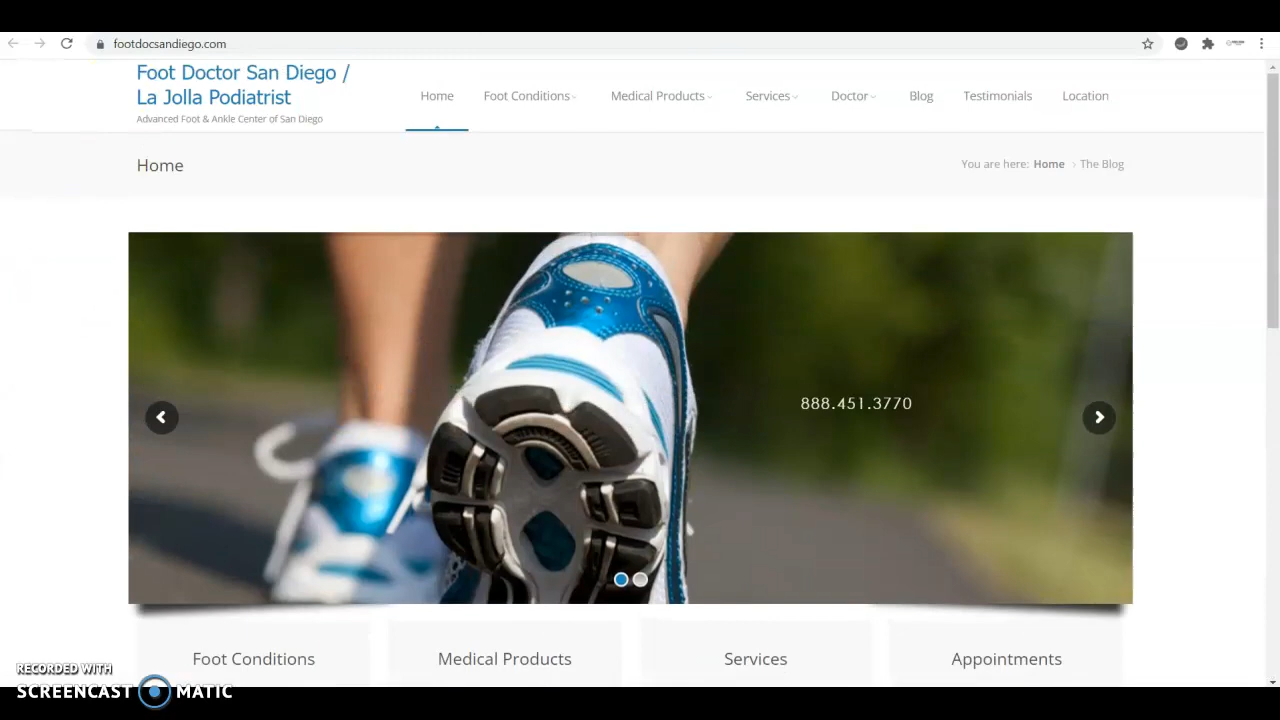 footdocsandiego.com
Foot Doctor San Diego /
La Jolla Podiatrist
Advanced Foot & Ankle Center of San Diego
Home Foot Conditions Medical Products Services Doctor Blog Testimonials Location
Home
You are here: Home › The Blog
888.451.3770
Foot Conditions Medical Products Services Appointments
RECORDED WITH
SCREENCAST MATIC